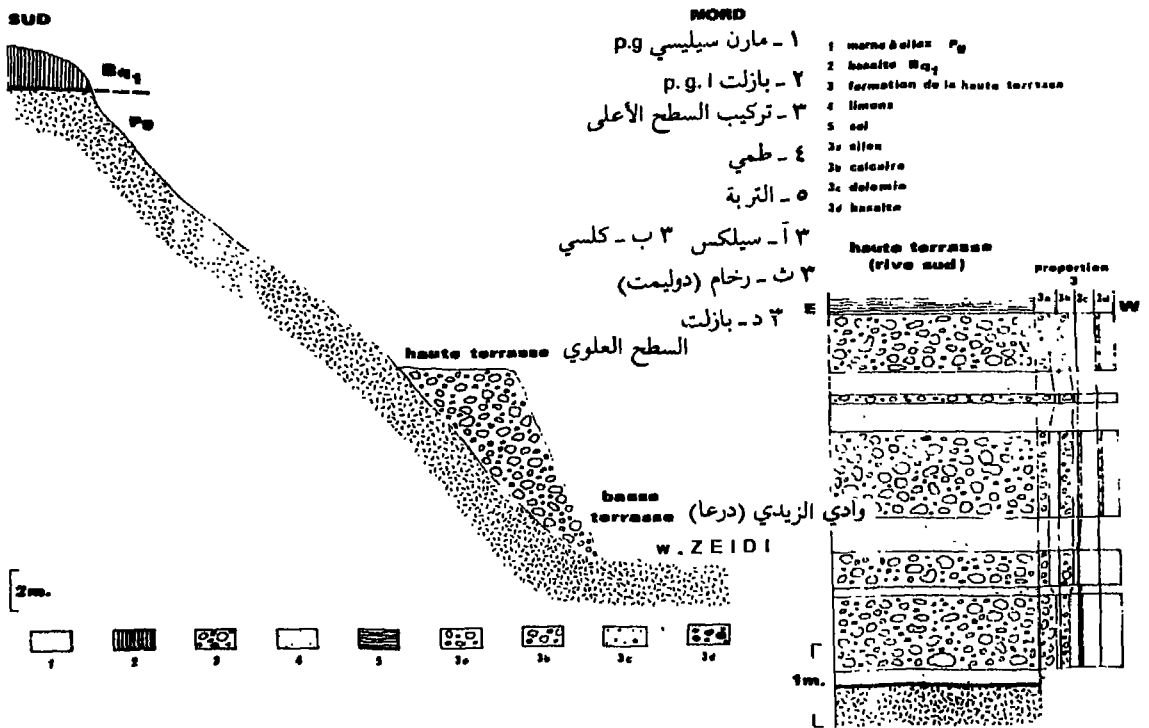 SUD
NORD
Bq1
Pg
١ - مارن سيليسي p.g
٢ - بازلت p.g. I
٣ - تركيب السطح الأعلى
٤ - طمي
٥ - التربة
٣ آ - سيلكس ٣ ب - كلسي
٣ ث - رخام (دوليمت)
٣ د - بازلت
1 marne à silex Pg
2 basalte Bq1
3 formation de la haute terrasse
4 limons
5 sol
3a silex
3b calcaire
3c dolomie
3d basalte
haute terrasse
(rive sud)
proportion
3
3a 3b 3c 3d
E W
haute terrasse السطح العلوي
basse
terrasse وادي الزيدي (درعا)
w. ZEIDI
2m.
1m.
1 2 3 4 5 3a 3b 3c 3d